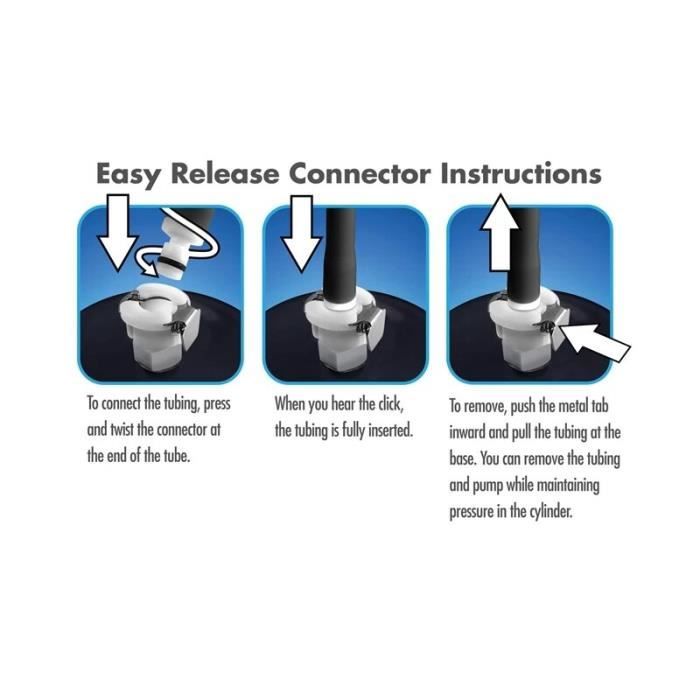 Easy Release Connector Instructions
To connect the tubing, press
and twist the connector at
the end of the tube.
When you hear the click,
the tubing is fully inserted.
To remove, push the metal tab
inward and pull the tubing at the
base. You can remove the tubing
and pump while maintaining
pressure in the cylinder.